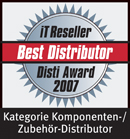 iT Reseller
Best Distributor
Disti Award
2007
Kategorie Komponenten-/
Zubehör-Distributor